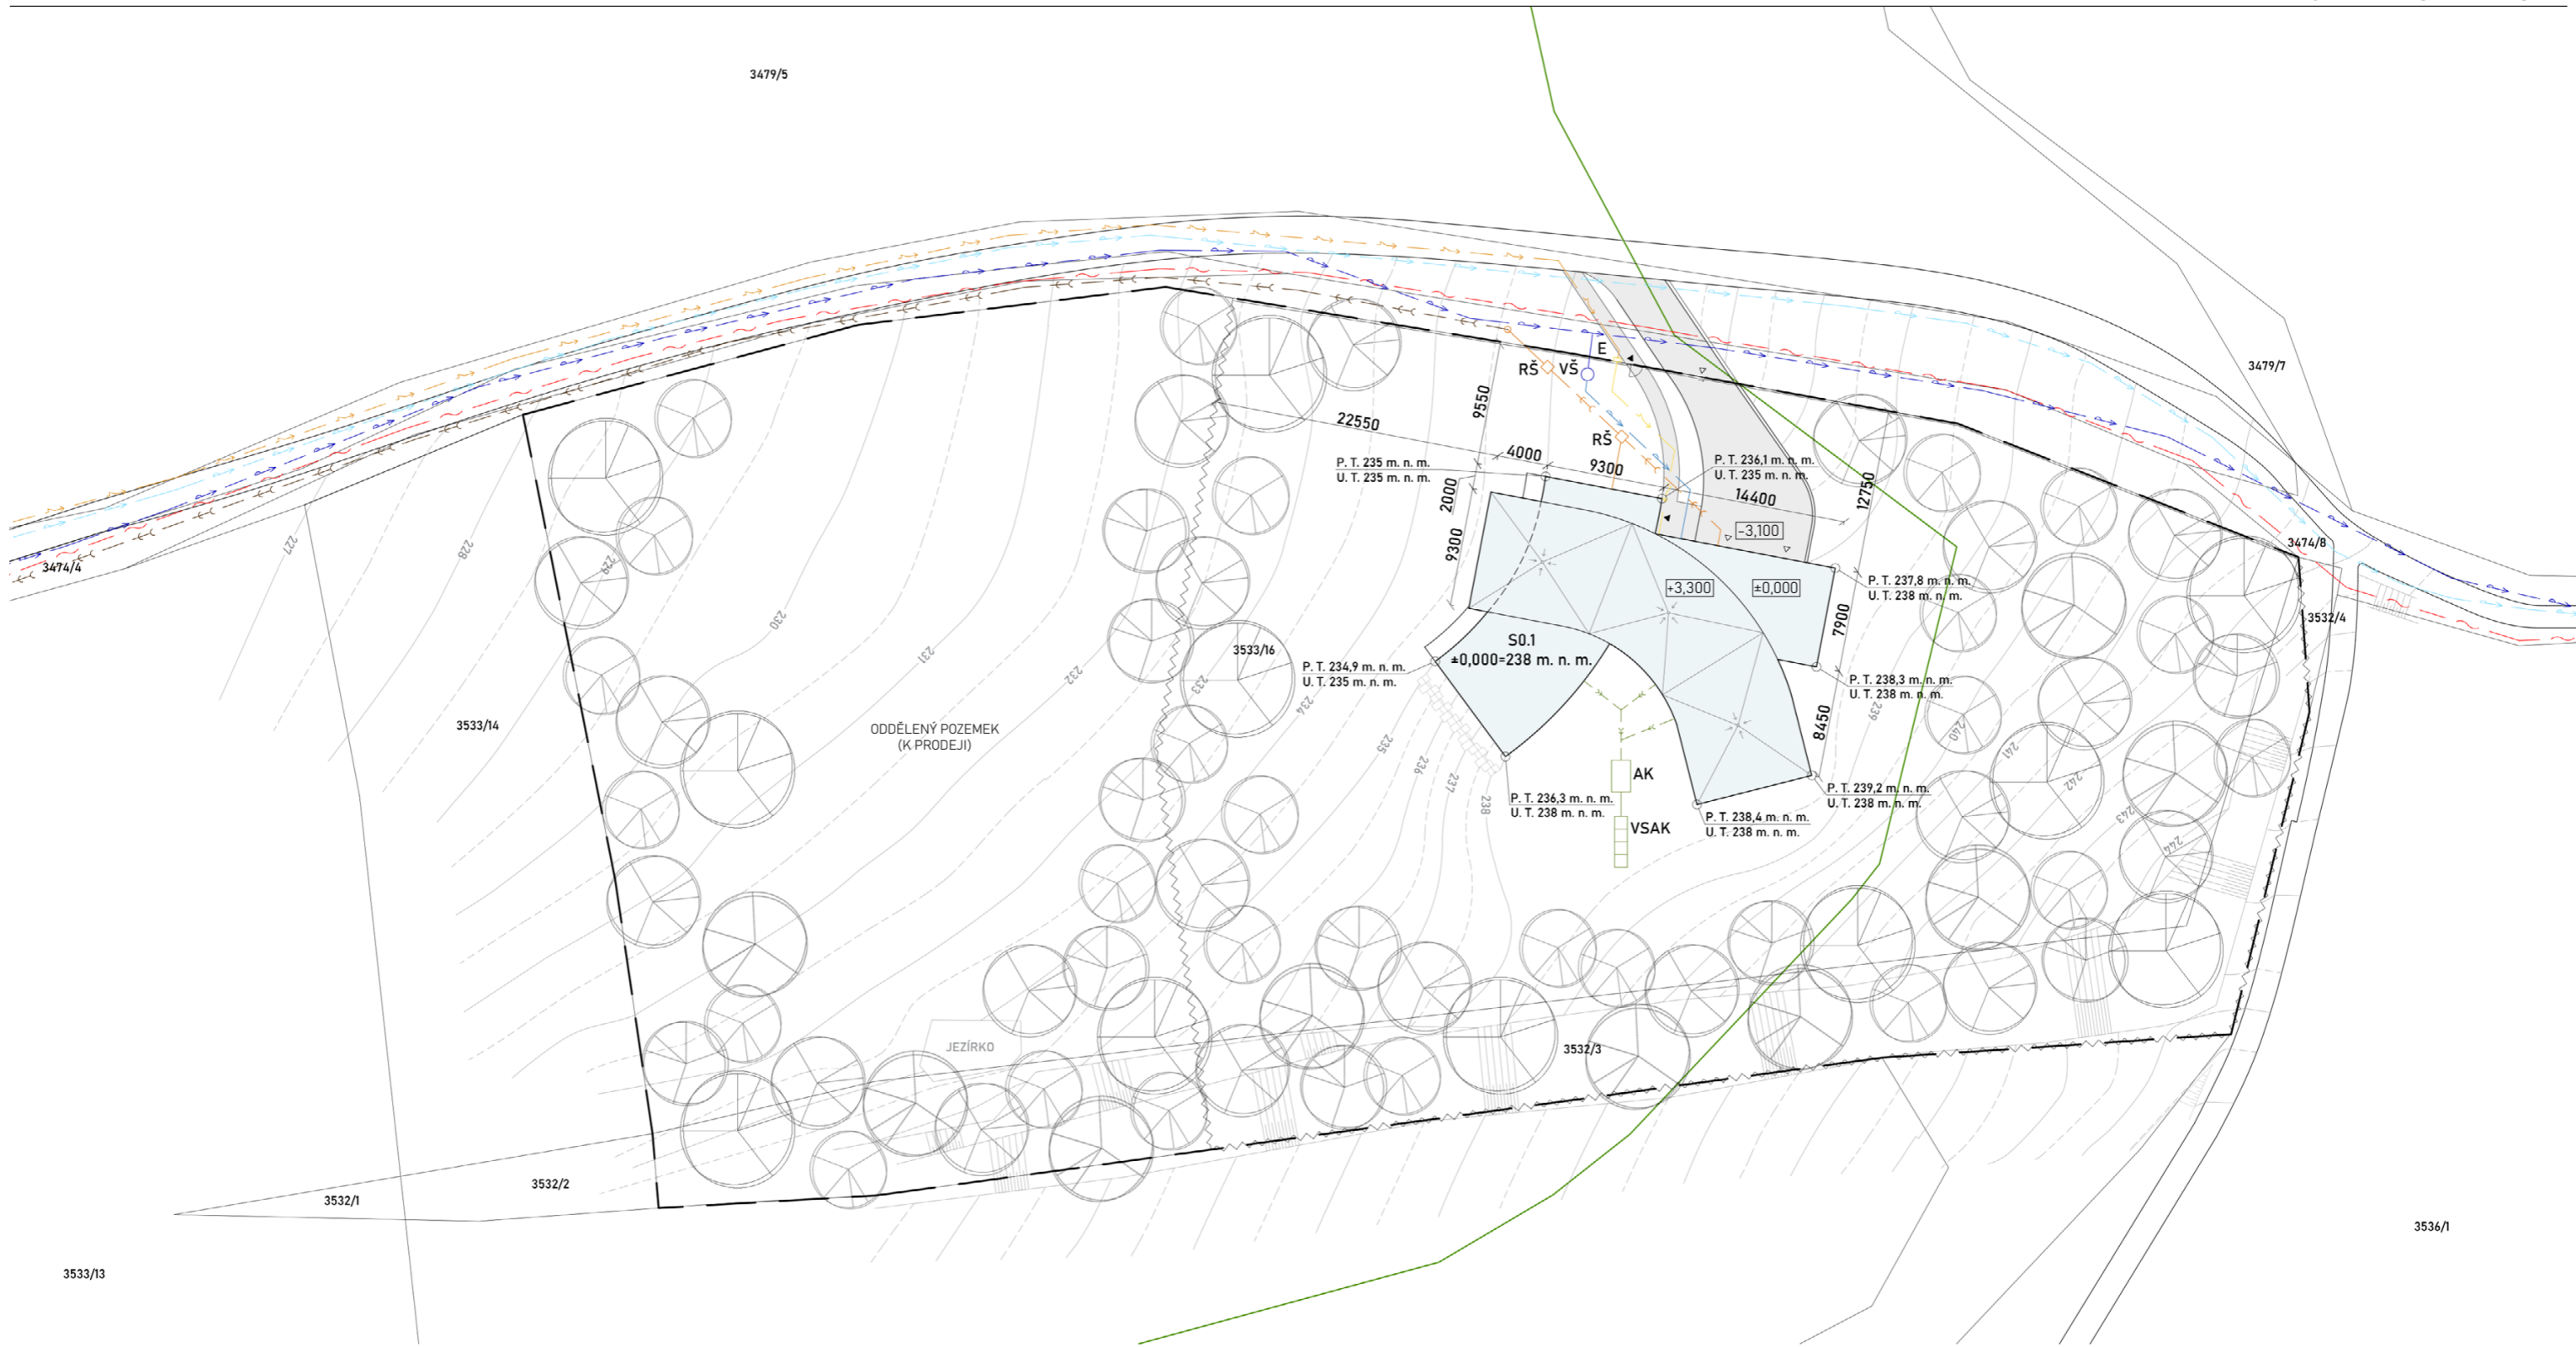 3479/5
3479/7
E
RŠ
VŠ
9550
22550
RŠ
4000
9300
P. T. 235 m. n. m.
U. T. 235 m. n. m.
P. T. 236,1 m. n. m.
U. T. 235 m. n. m.
2000
14400
12750
-3,100
9300
227
228
229
3474/4
3474/8
P. T. 237,8 m. n. m.
U. T. 238 m. n. m.
+3,300
±0,000
7900
3532/4
230
231
232
233
234
3533/16
S0.1
±0,000=238 m. n. m.
P. T. 234,9 m. n. m.
U. T. 235 m. n. m.
P. T. 238,3 m. n. m.
U. T. 238 m. n. m.
8450
239
240
241
242
243
244
3533/14
ODDĚLENÝ POZEMEK
(K PRODEJI)
235
236
237
238
AK
P. T. 236,3 m. n. m.
U. T. 238 m. n. m.
P. T. 239,2 m. n. m.
U. T. 238 m. n. m.
VSAK
P. T. 238,4 m. n. m.
U. T. 238 m. n. m.
JEZÍRKO
3532/3
3532/2
3532/1
3536/1
3533/13